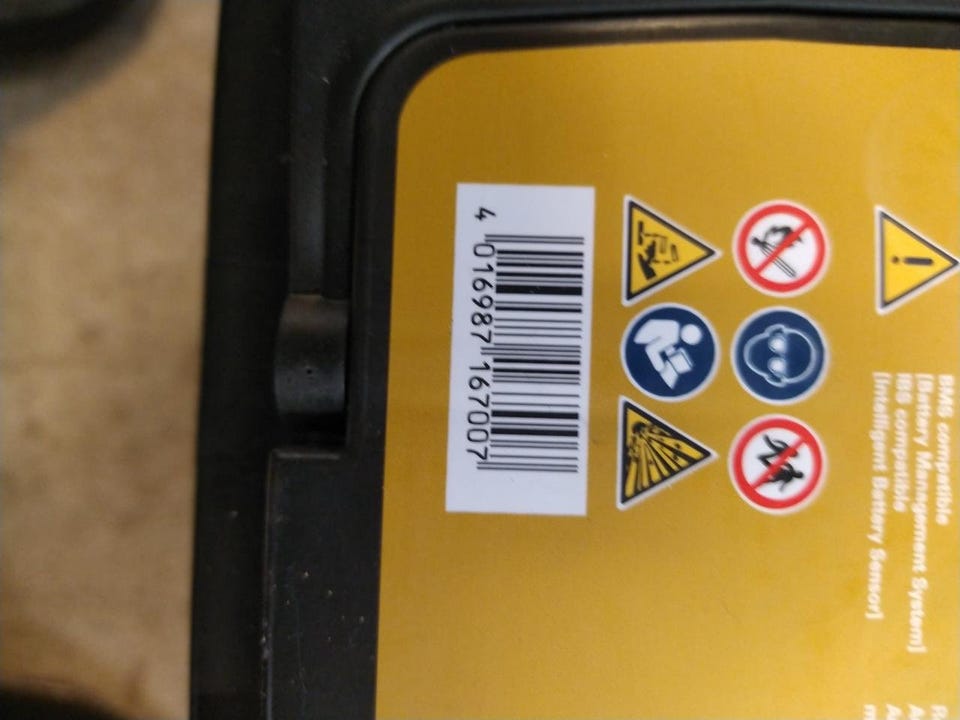 4 016987 167007
BMS compatible
[Battery Management System]
IBS compatible
[Intelligent Battery Sensor]